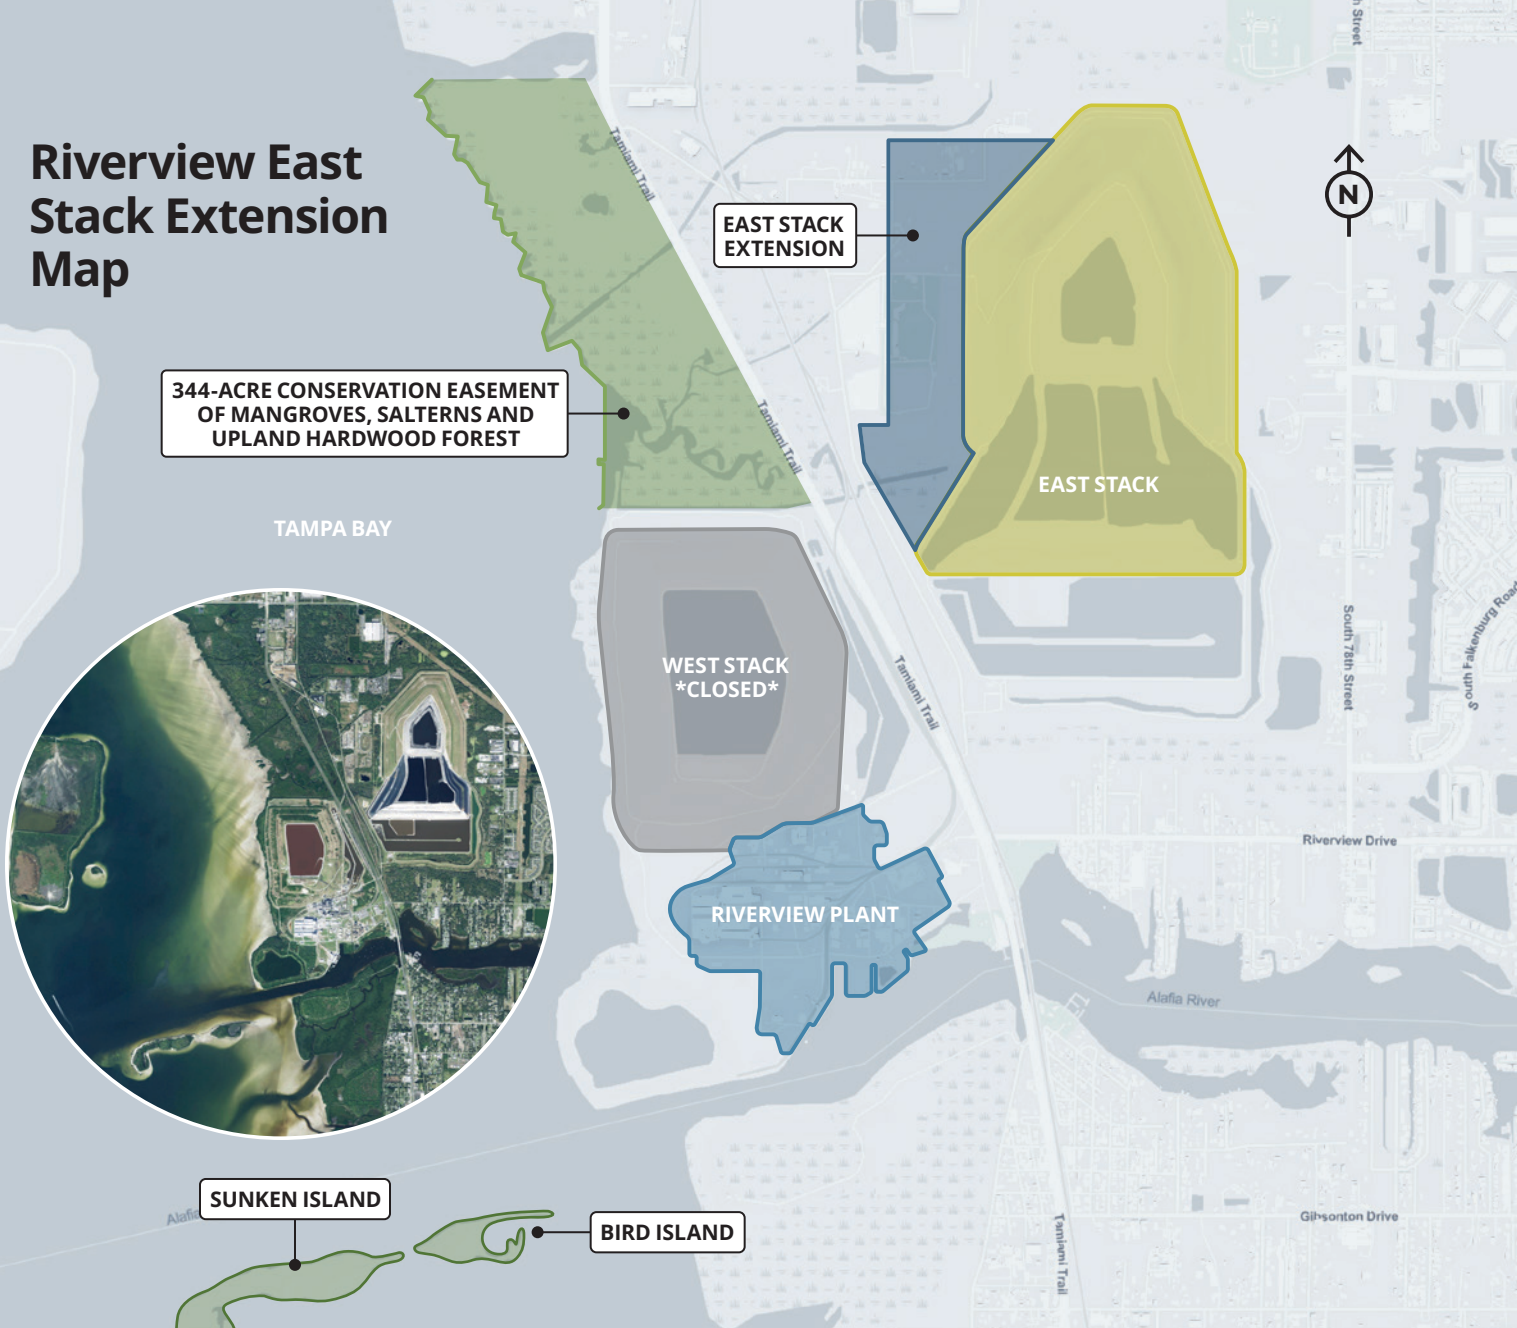 h Street
Riverview East
Stack Extension
Map
Tamiami Trail
N
EAST STACK
EXTENSION
344-ACRE CONSERVATION EASEMENT
OF MANGROVES, SALTERNS AND
UPLAND HARDWOOD FOREST
Tamiami Trail
EAST STACK
TAMPA BAY
South Falkenburg Road
South 78th Street
WEST STACK
*CLOSED*
Tamiami Trail
Riverview Drive
RIVERVIEW PLANT
Alafia River
SUNKEN ISLAND
Alafia
BIRD ISLAND
Gibsonton Drive
Tamiami Trail